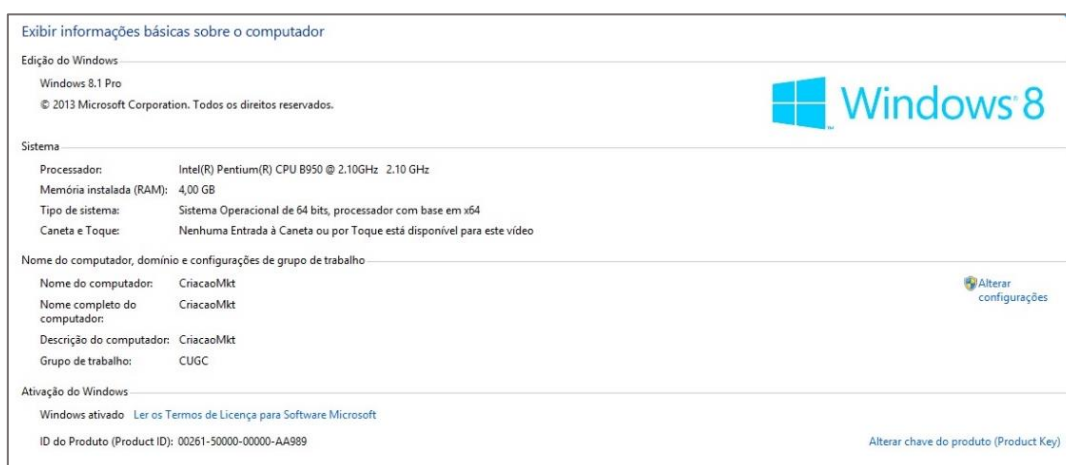 Exibir informações básicas sobre o computador
Edição do Windows
Windows 8.1 Pro
© 2013 Microsoft Corporation. Todos os direitos reservados.
Windows 8
Sistema
Processador: Intel(R) Pentium(R) CPU B950 @ 2.10GHz 2.10 GHz
Memória instalada (RAM): 4,00 GB
Tipo de sistema: Sistema Operacional de 64 bits, processador com base em x64
Caneta e Toque: Nenhuma Entrada à Caneta ou por Toque está disponível para este vídeo
Nome do computador, domínio e configurações de grupo de trabalho
Nome do computador: CriacaoMkt
Alterar
configurações
Nome completo do CriacaoMkt
computador:
Descrição do computador: CriacaoMkt
Grupo de trabalho: CUGC
Ativação do Windows
Windows ativado Ler os Termos de Licença para Software Microsoft
ID do Produto (Product ID): 00261-50000-00000-AA989
Alterar chave do produto (Product Key)